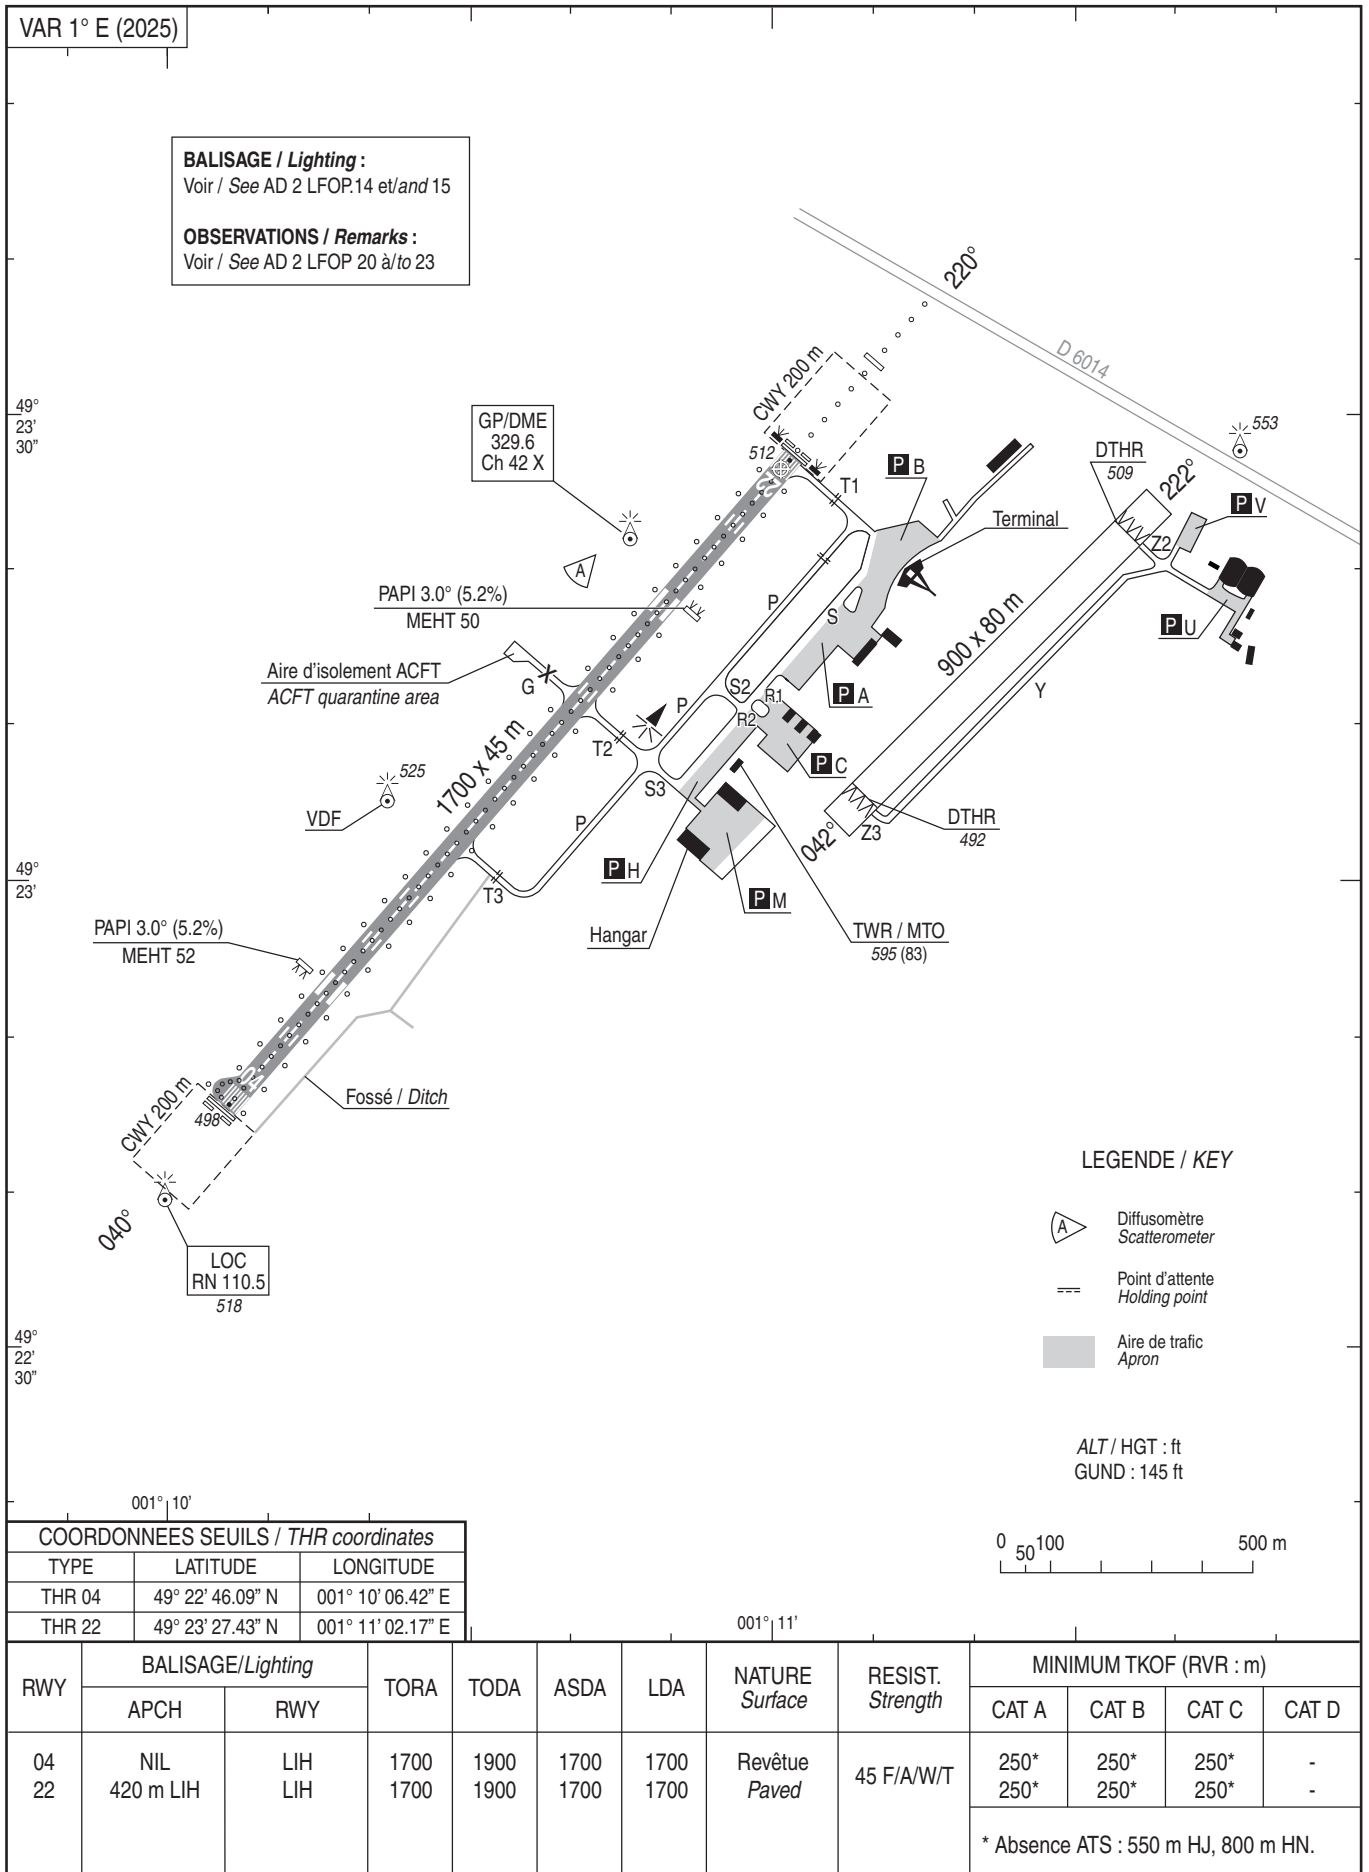 VAR 1° E (2025)
BALISAGE / Lighting :
Voir / See AD 2 LFOP.14 et/and 15
OBSERVATIONS / Remarks :
Voir / See AD 2 LFOP 20 à/to 23
220°
D 6014
CWY 200 m
49°
23'
30"
GP/DME
329.6
Ch 42 X
512
22
T1
P B
Terminal
DTHR
509
222°
553
P V
Z2
A
PAPI 3.0° (5.2%)
MEHT 50
P
S
900 x 80 m
P U
Aire d'isolement ACFT
ACFT quarantine area
G
S2
R1
P A
Y
P
R2
T2
1700 x 45 m
P C
525
VDF
S3
P
042°
Z3
DTHR
492
49°
23'
T3
P H
P M
Hangar
TWR / MTO
595 (83)
PAPI 3.0° (5.2%)
MEHT 52
04
Fossé / Ditch
CWY 200 m
498
040°
LOC
RN 110.5
518
LEGENDE / KEY
A
Diffusomètre
Scatterometer
Point d'attente
Holding point
Aire de trafic
Apron
49°
22'
30"
ALT / HGT : ft
GUND : 145 ft
001° 10'
0 50 100 500 m
COORDONNEES SEUILS / THR coordinates
TYPE LATITUDE LONGITUDE
THR 04 49° 22' 46.09" N 001° 10' 06.42" E
THR 22 49° 23' 27.43" N 001° 11' 02.17" E
001° 11'
RWY BALISAGE/Lighting TORA TODA ASDA LDA NATURE Surface RESIST. Strength MINIMUM TKOF (RVR : m)
APCH RWY CAT A CAT B CAT C CAT D
04 NIL LIH 1700 1900 1700 1700 Revêtue 45 F/A/W/T 250* 250* 250* -
22 420 m LIH LIH 1700 1900 1700 1700 Paved 250* 250* 250* -
* Absence ATS : 550 m HJ, 800 m HN.